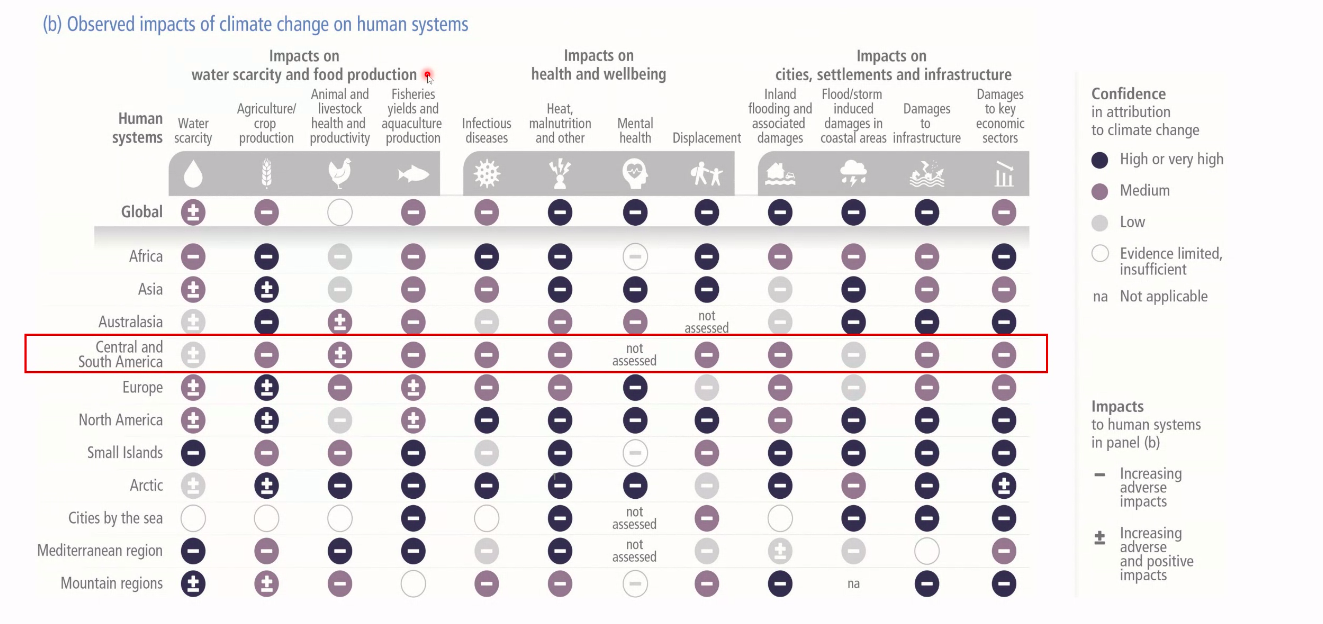 (b) Observed impacts of climate change on human systems
Impacts on
water scarcity and food production
Impacts on
health and wellbeing
Impacts on
cities, settlements and infrastructure
Human
systems
Water
scarcity
Agriculture/
crop
production
Animal and
livestock
health and
productivity
Fisheries
yields and
aquaculture
production
Infectious
diseases
Heat,
malnutrition
and other
Mental
health
Displacement
Inland
flooding and
associated
damages
Flood/storm
induced
damages in
coastal areas
Damages
to
infrastructure
Damages
to key
economic
sectors
Global
Africa
Asia
Australasia
not
assessed
Central and
South America
not
assessed
Europe
North America
Small Islands
Arctic
Cities by the sea
not
assessed
Mediterranean region
not
assessed
Mountain regions
na
Confidence
in attribution
to climate change
High or very high
Medium
Low
Evidence limited,
insufficient
na Not applicable
Impacts
to human systems
in panel (b)
− Increasing
adverse
impacts
± Increasing
adverse
and positive
impacts